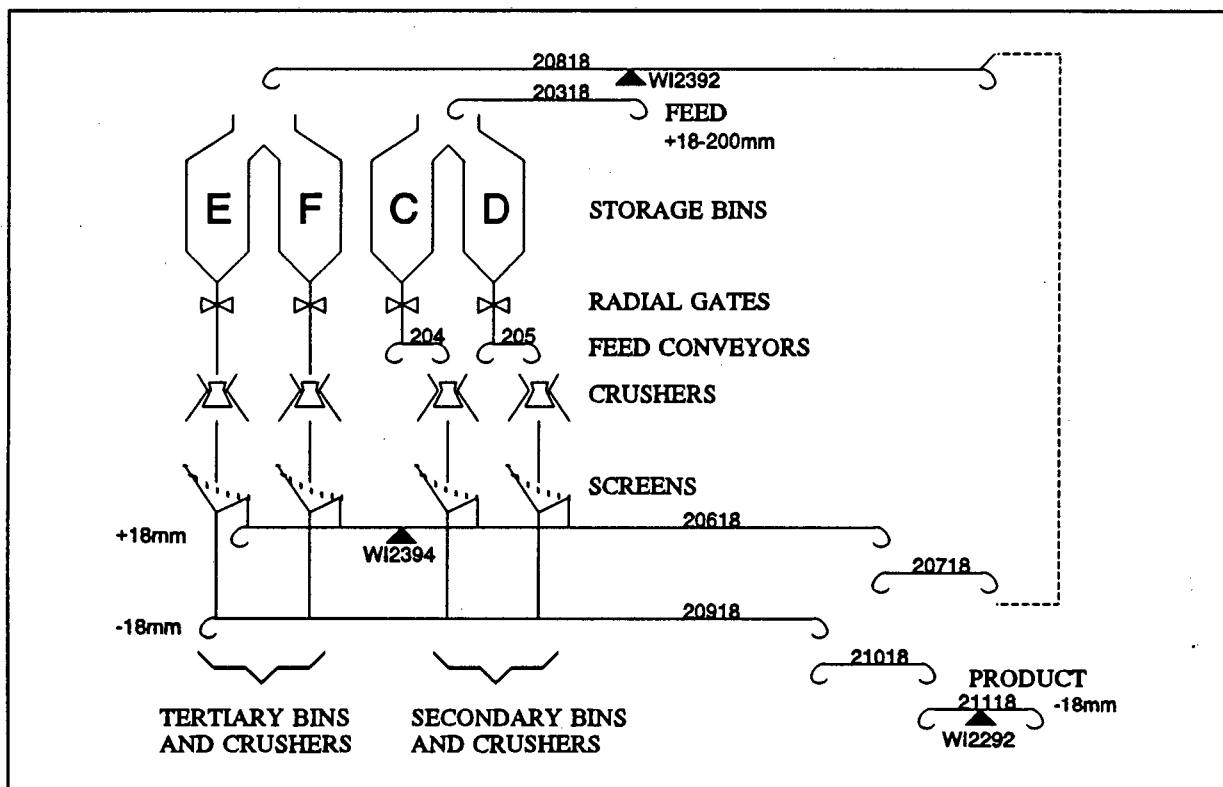 20818
WI2392
20318
FEED
+18-200mm
E F C D
STORAGE BINS
RADIAL GATES
204 205
FEED CONVEYORS
CRUSHERS
SCREENS
+18mm
20618
WI2394
20718
-18mm
20918
21018
PRODUCT
21118 -18mm
WI2292
TERTIARY BINS
AND CRUSHERS
SECONDARY BINS
AND CRUSHERS